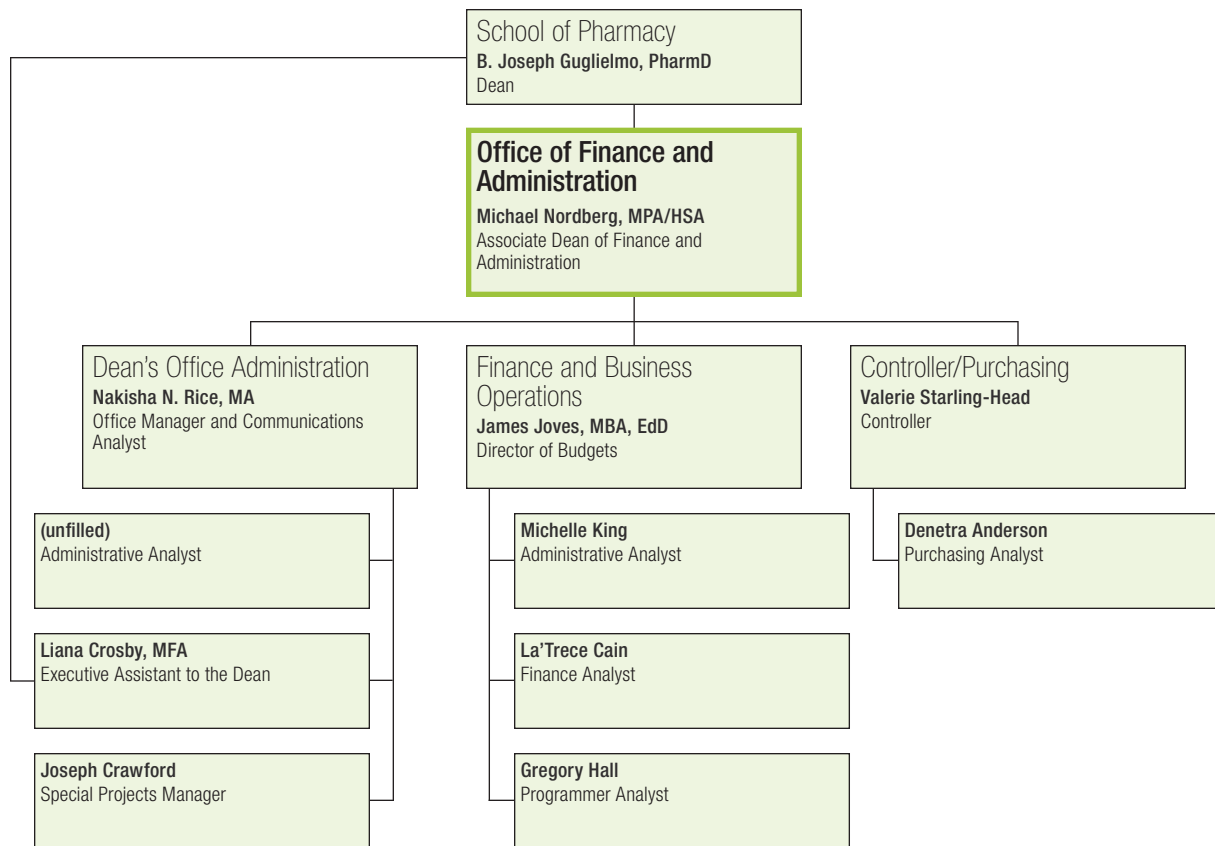 School of Pharmacy
B. Joseph Guglielmo, PharmD
Dean
Office of Finance and
Administration
Michael Nordberg, MPA/HSA
Associate Dean of Finance and
Administration
Dean’s Office Administration
Nakisha N. Rice, MA
Office Manager and Communications
Analyst
(unfilled)
Administrative Analyst
Liana Crosby, MFA
Executive Assistant to the Dean
Joseph Crawford
Special Projects Manager
Finance and Business
Operations
James Joves, MBA, EdD
Director of Budgets
Michelle King
Administrative Analyst
La’Trece Cain
Finance Analyst
Gregory Hall
Programmer Analyst
Controller/Purchasing
Valerie Starling-Head
Controller
Denetra Anderson
Purchasing Analyst